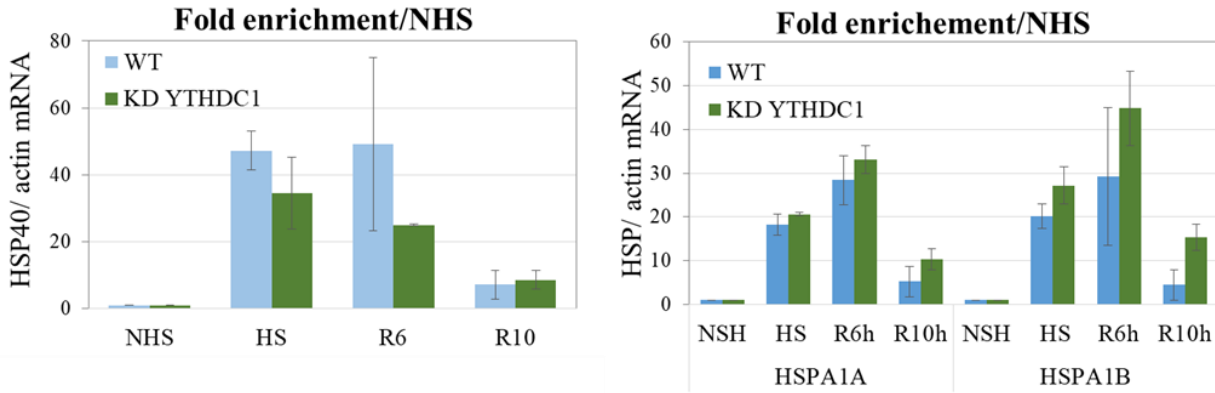 Fold enrichment/NHS
HSP40/ actin mRNA
80
60
40
20
0
WT
KD YTHDC1
NHS HS R6 R10
Fold enrichement/NHS
HSP/ actin mRNA
60
50
40
30
20
10
0
WT
KD YTHDC1
NSH HS R6h R10h NSH HS R6h R10h
HSPA1A HSPA1B